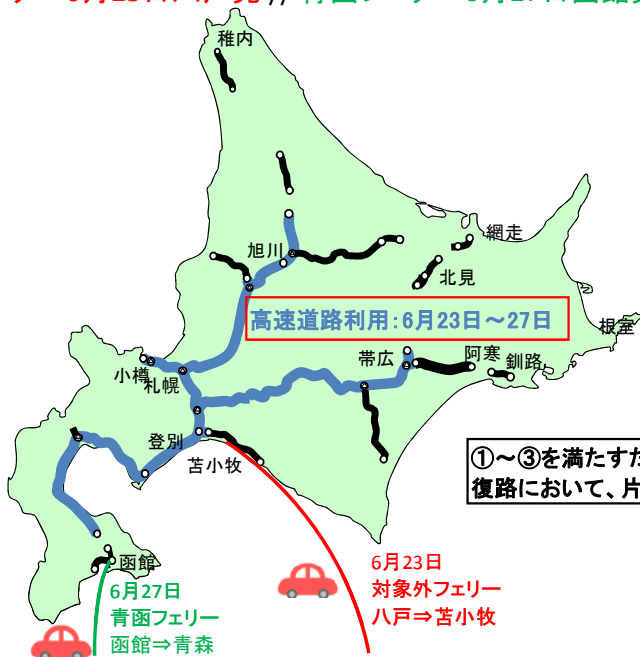 稚内
旭川
網走
北見
高速道路利用:6月23日~27日
根室
帯広
阿寒
釧路
小樽
札幌
登別
苫小牧
①~③を満たすた
復路において、片
函館
6月23日
対象外フェリー
八戸⇒苫小牧
6月27日
青函フェリー
函館⇒青森